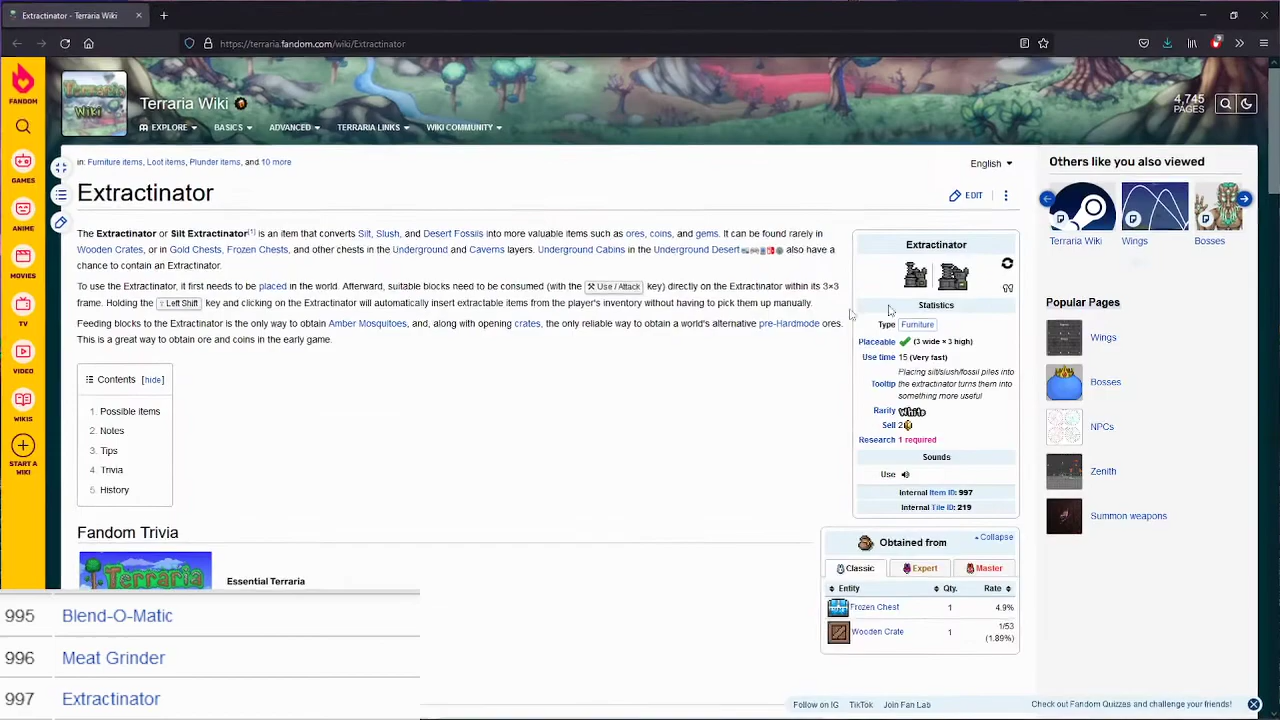 Extractinator - Terraria Wiki
https://terraria.fandom.com/wiki/Extractinator
FANDOM
GAMES
ANIME
MOVIES
TV
VIDEO
WIKIS
START A
WIKI
Terraria Wiki
4,745
PAGES
EXPLORE
BASICS
ADVANCED
TERRARIA LINKS
WIKI COMMUNITY
in: Furniture items, Loot items, Plunder items, and 10 more
English
Extractinator
EDIT
The Extractinator or Silt Extractinator[1] is an item that converts Silt, Slush, and Desert Fossils into more valuable items such as ores, coins, and gems. It can be found rarely in
Wooden Crates, or in Gold Chests, Frozen Chests, and other chests in the Underground and Caverns layers. Underground Cabins in the Underground Desert also have a
chance to contain an Extractinator.
To use the Extractinator, it first needs to be placed in the world. Afterward, suitable blocks need to be consumed (with the Use / Attack key) directly on the Extractinator within its 3×3
frame. Holding the Left Shift key and clicking on the Extractinator will automatically insert extractable items from the player's inventory without having to pick them up manually.
Feeding blocks to the Extractinator is the only way to obtain Amber Mosquitoes, and, along with opening crates, the only reliable way to obtain a world's alternative pre-Hardmode ores.
This is a great way to obtain ore and coins in the early game.
Contents [hide]
1. Possible items
2. Notes
3. Tips
4. Trivia
5. History
Fandom Trivia
Terraria
Essential Terraria
Extractinator
Statistics
Type Furniture
Placeable (3 wide × 3 high)
Use time 15 (Very fast)
Tooltip Placing silt/slush/fossil piles into
the extractinator turns them into
something more useful
Rarity White
Sell 2
Research 1 required
Sounds
Use
Internal Item ID: 997
Internal Tile ID: 219
Collapse
Obtained from
Classic Expert Master
Entity Qty. Rate
Frozen Chest 1 4.9%
Wooden Crate 1 1/53
(1.89%)
Others like you also viewed
Terraria Wiki
Wings
Bosses
Popular Pages
Wings
Bosses
NPCs
Zenith
Summon weapons
995 Blend-O-Matic
996 Meat Grinder
997 Extractinator
Follow on IG TikTok Join Fan Lab
Check out Fandom Quizzes and challenge your friends!